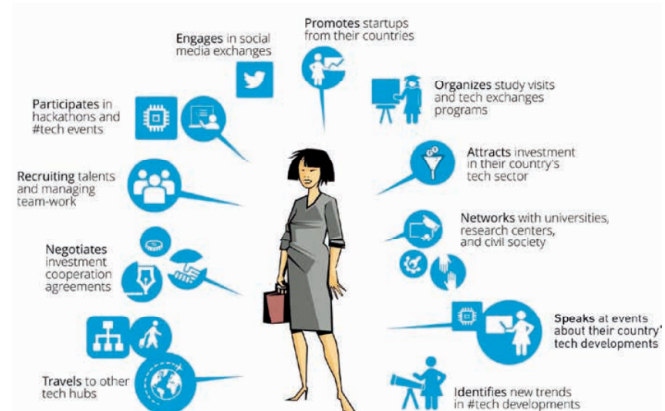 Promotes startups
from their countries
Engages in social
media exchanges
Organizes study visits
and tech exchanges
programs
Participates in
hackathons and
#tech events
Attracts investment
in their country's
tech sector
Recruiting talents
and managing
team-work
Networks with universities,
research centers,
and civil society
Negotiates
investment
cooperation
agreements
Speaks at events
about their country'
tech developments
Travels to other
tech hubs
Identifies new trends
in #tech developments